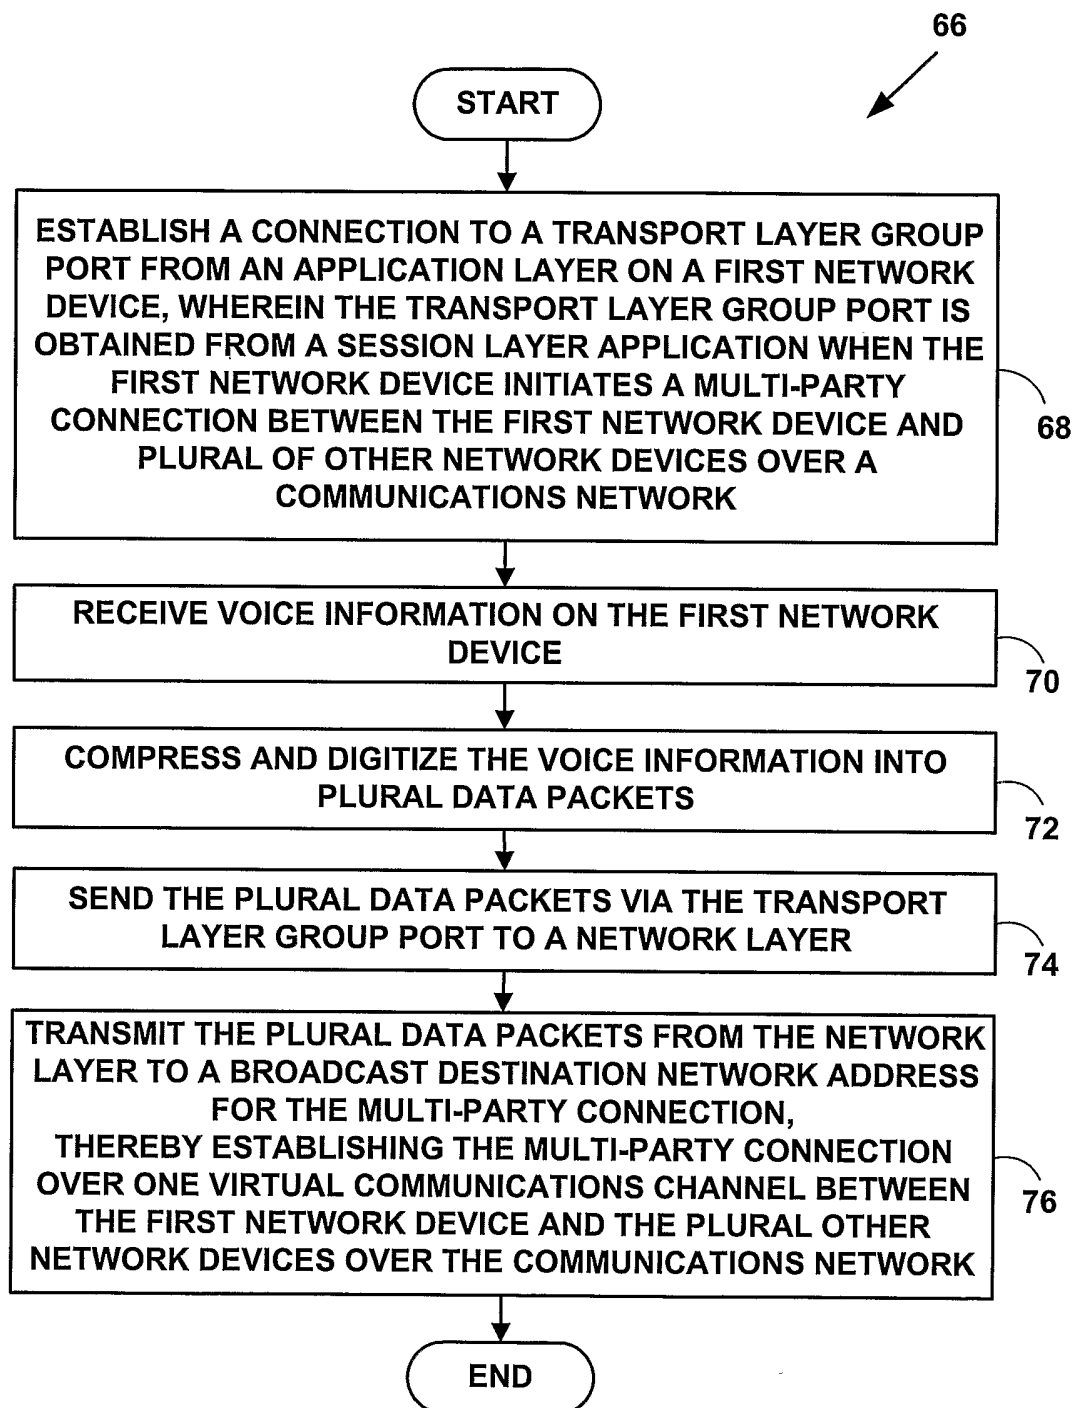 66
START
ESTABLISH A CONNECTION TO A TRANSPORT LAYER GROUP
PORT FROM AN APPLICATION LAYER ON A FIRST NETWORK
DEVICE, WHEREIN THE TRANSPORT LAYER GROUP PORT IS
OBTAINED FROM A SESSION LAYER APPLICATION WHEN THE
FIRST NETWORK DEVICE INITIATES A MULTI-PARTY
CONNECTION BETWEEN THE FIRST NETWORK DEVICE AND
PLURAL OF OTHER NETWORK DEVICES OVER A
COMMUNICATIONS NETWORK
68
RECEIVE VOICE INFORMATION ON THE FIRST NETWORK
DEVICE
70
COMPRESS AND DIGITIZE THE VOICE INFORMATION INTO
PLURAL DATA PACKETS
72
SEND THE PLURAL DATA PACKETS VIA THE TRANSPORT
LAYER GROUP PORT TO A NETWORK LAYER
74
TRANSMIT THE PLURAL DATA PACKETS FROM THE NETWORK
LAYER TO A BROADCAST DESTINATION NETWORK ADDRESS
FOR THE MULTI-PARTY CONNECTION,
THEREBY ESTABLISHING THE MULTI-PARTY CONNECTION
OVER ONE VIRTUAL COMMUNICATIONS CHANNEL BETWEEN
THE FIRST NETWORK DEVICE AND THE PLURAL OTHER
NETWORK DEVICES OVER THE COMMUNICATIONS NETWORK
76
END